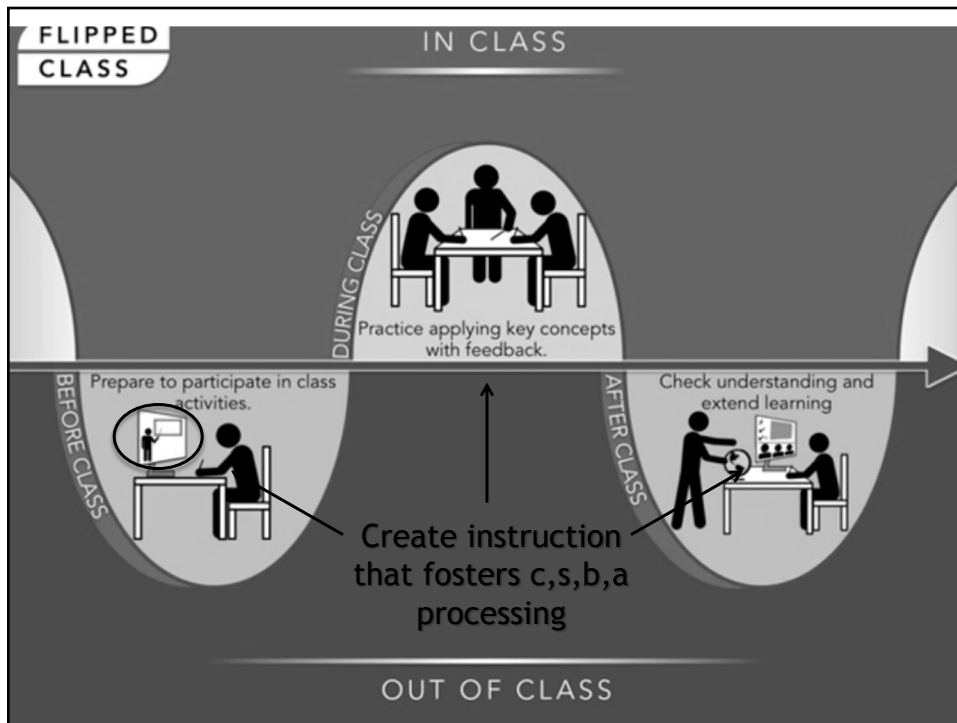 FLIPPED
CLASS
IN CLASS
DURING CLASS
Practice applying key concepts
with feedback.
BEFORE CLASS
Prepare to participate in class
activities.
AFTER CLASS
Check understanding and
extend learning
Create instruction
that fosters c,s,b,a
processing
OUT OF CLASS